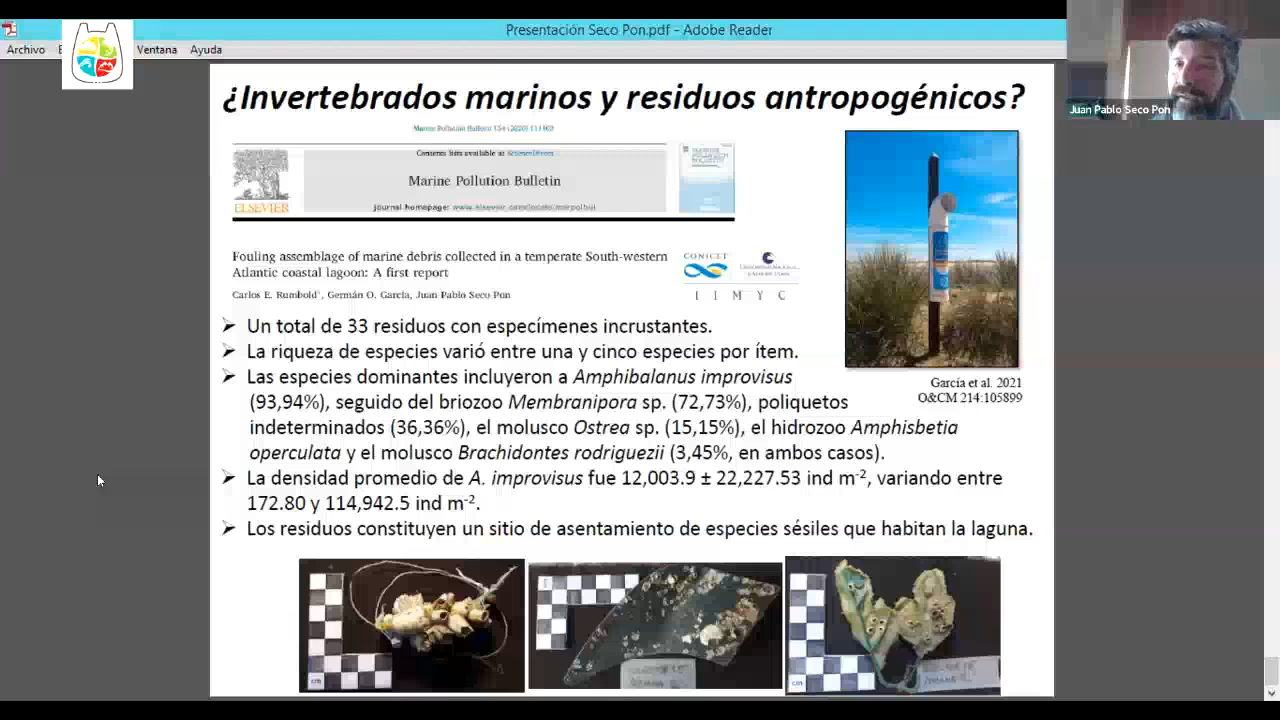 Presentación Seco Pon.pdf - Adobe Reader
Archivo
Ventana
Ayuda
Juan Pablo Seco Pon
¿Invertebrados marinos y residuos antropogénicos?
Marine Pollution Bulletin 154 (2020)
Contents lists available at ScienceDirect
Marine Pollution Bulletin
journal homepage: www.elsevier.com/locate/marpolbul
ELSEVIER
Fouling assemblage of marine debris collected in a temperate South-western
Atlantic coastal lagoon: A first report
Carlos E. Rumbold*, Germán O. García, Juan Pablo Seco Pon
CONICET
I I M Y C
García et al. 2021
O&CM 214:105899
➢ Un total de 33 residuos con especímenes incrustantes.
➢ La riqueza de especies varió entre una y cinco especies por ítem.
➢ Las especies dominantes incluyeron a Amphibalanus improvisus
(93,94%), seguido del briozoo Membranipora sp. (72,73%), poliquetos
indeterminados (36,36%), el molusco Ostrea sp. (15,15%), el hidrozoo Amphisbetia
operculata y el molusco Brachidontes rodriguezii (3,45%, en ambos casos).
➢ La densidad promedio de A. improvisus fue 12,003.9 ± 22,227.53 ind m-2, variando entre
172.80 y 114,942.5 ind m-2.
➢ Los residuos constituyen un sitio de asentamiento de especies sésiles que habitan la laguna.
cm
cm